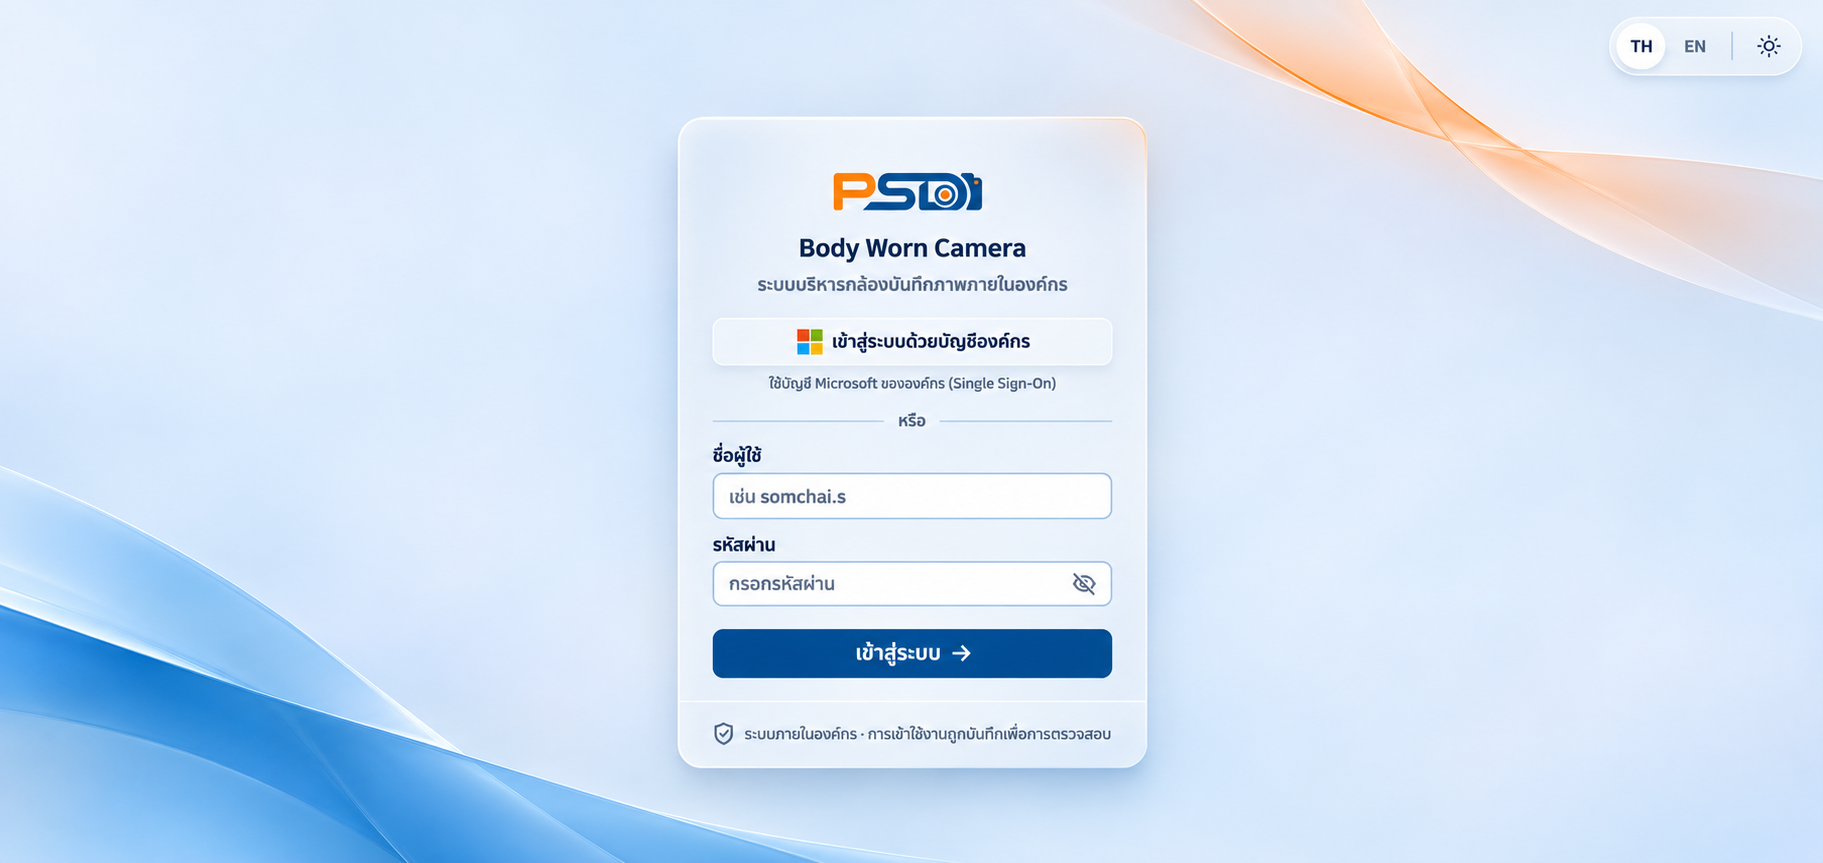 TH EN
PSDI
Body Worn Camera
ระบบบริหารกล้องบันทึกภาพภายในองค์กร
เข้าสู่ระบบด้วยบัญชีองค์กร
ใช้บัญชี Microsoft ขององค์กร (Single Sign-On)
หรือ
ชื่อผู้ใช้
เช่น somchai.s
รหัสผ่าน
กรอกรหัสผ่าน
เข้าสู่ระบบ →
ระบบภายในองค์กร · การเข้าใช้งานถูกบันทึกเพื่อการตรวจสอบ